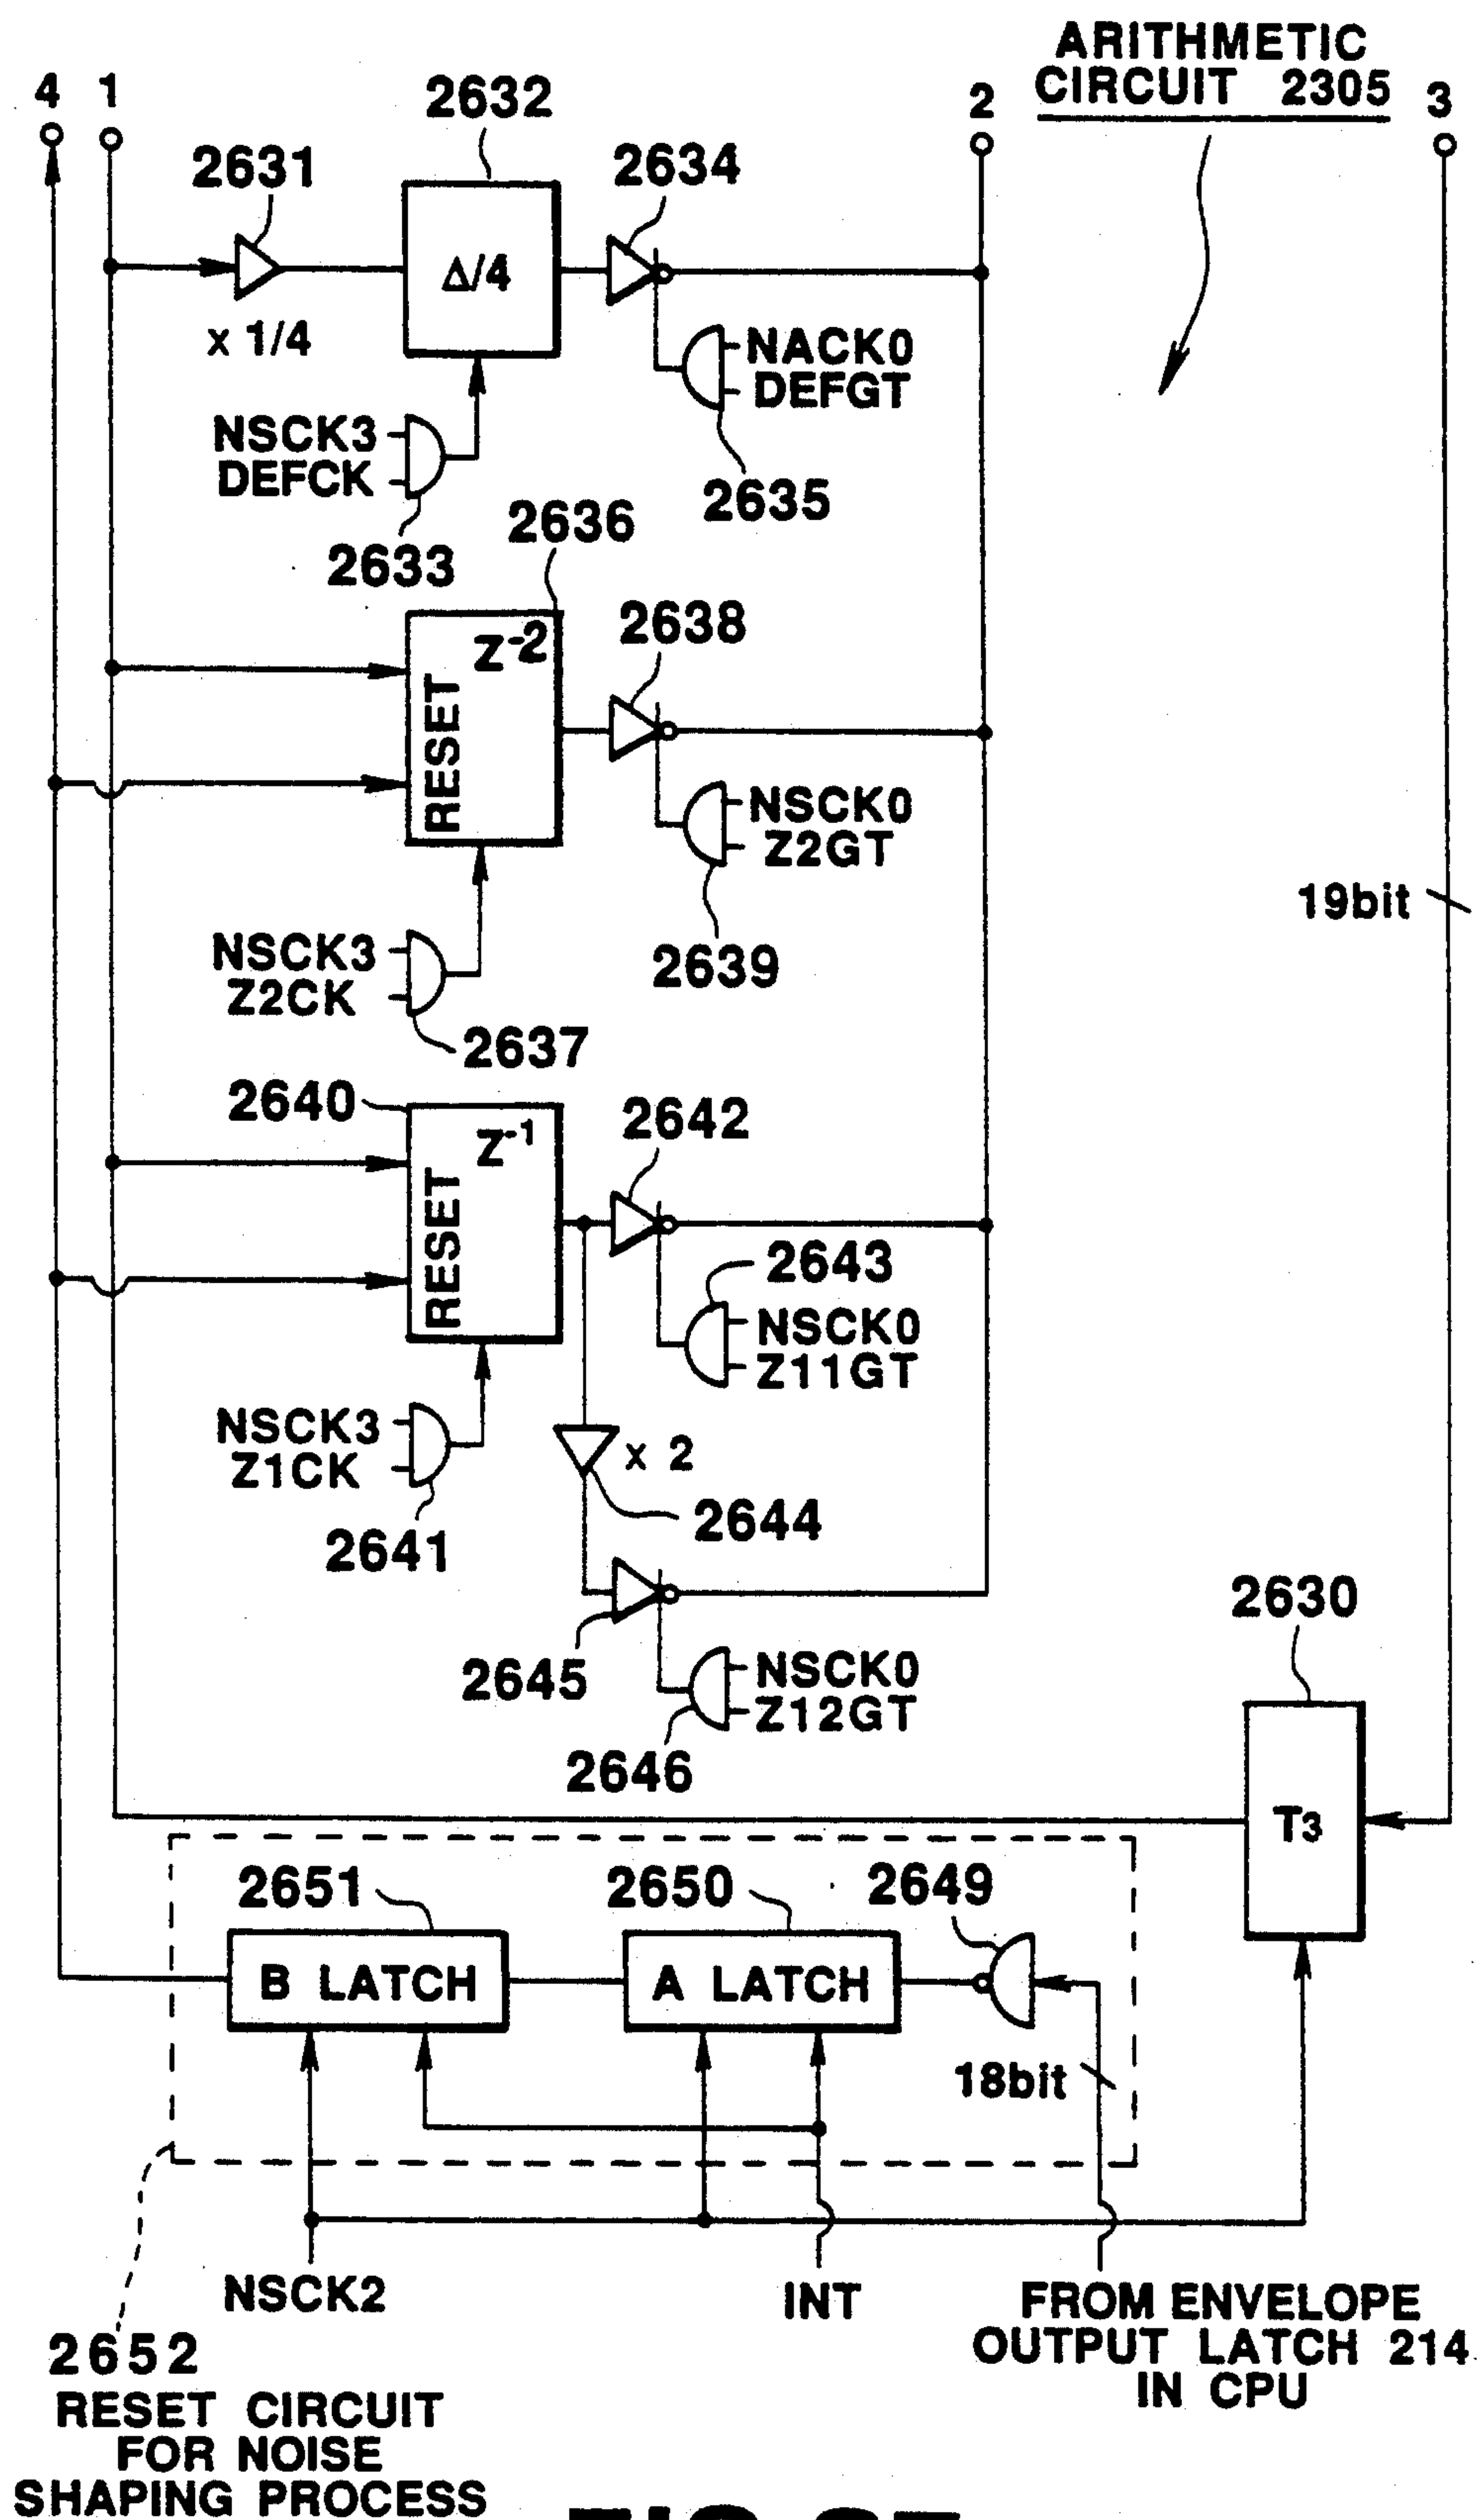 ARITHMETIC
CIRCUIT 2305
4
1
2
3
2631
2632
2634
x 1/4
Δ/4
NACK0
DEFGT
2635
NSCK3
DEFCK
2633
2636
Z-2
RESET
2638
NSCK0
Z2GT
2639
19bit
NSCK3
Z2CK
2637
2640
Z-1
RESET
2642
2643
NSCK0
Z11GT
NSCK3
Z1CK
2641
x 2
2644
2645
NSCK0
Z12GT
2646
2630
T3
2651
2650
2649
B LATCH
A LATCH
18bit
NSCK2
INT
FROM ENVELOPE
OUTPUT LATCH 214
IN CPU
2652
RESET CIRCUIT
FOR NOISE
SHAPING PROCESS